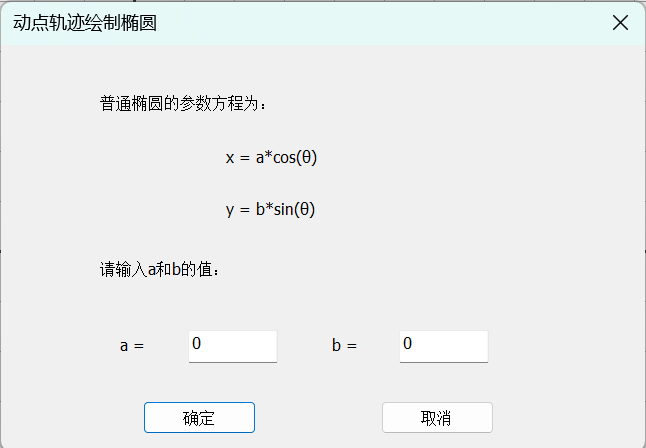 动点轨迹绘制椭圆
普通椭圆的参数方程为：
x = a*cos(θ)
y = b*sin(θ)
请输入a和b的值：
a = 0 b = 0
确定 取消